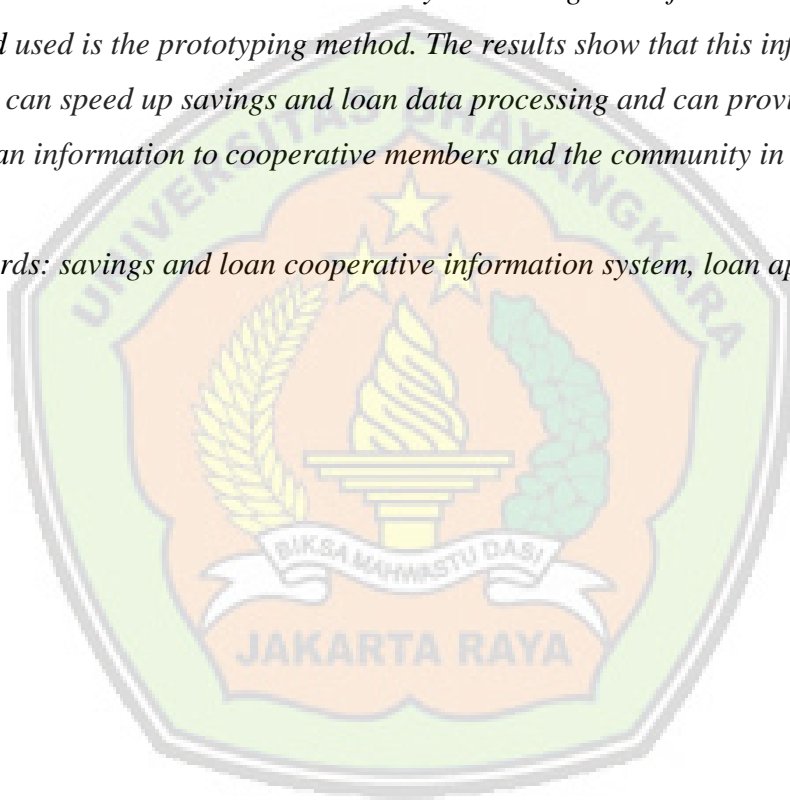 d used is the prototyping method. The results show that this inf
can speed up savings and loan data processing and can provi
an information to cooperative members and the community in
rds: savings and loan cooperative information system, loan ap
UNIVERSITAS BHAYANGKARA
BIKSA MAHWASTU DASI
JAKARTA RAYA